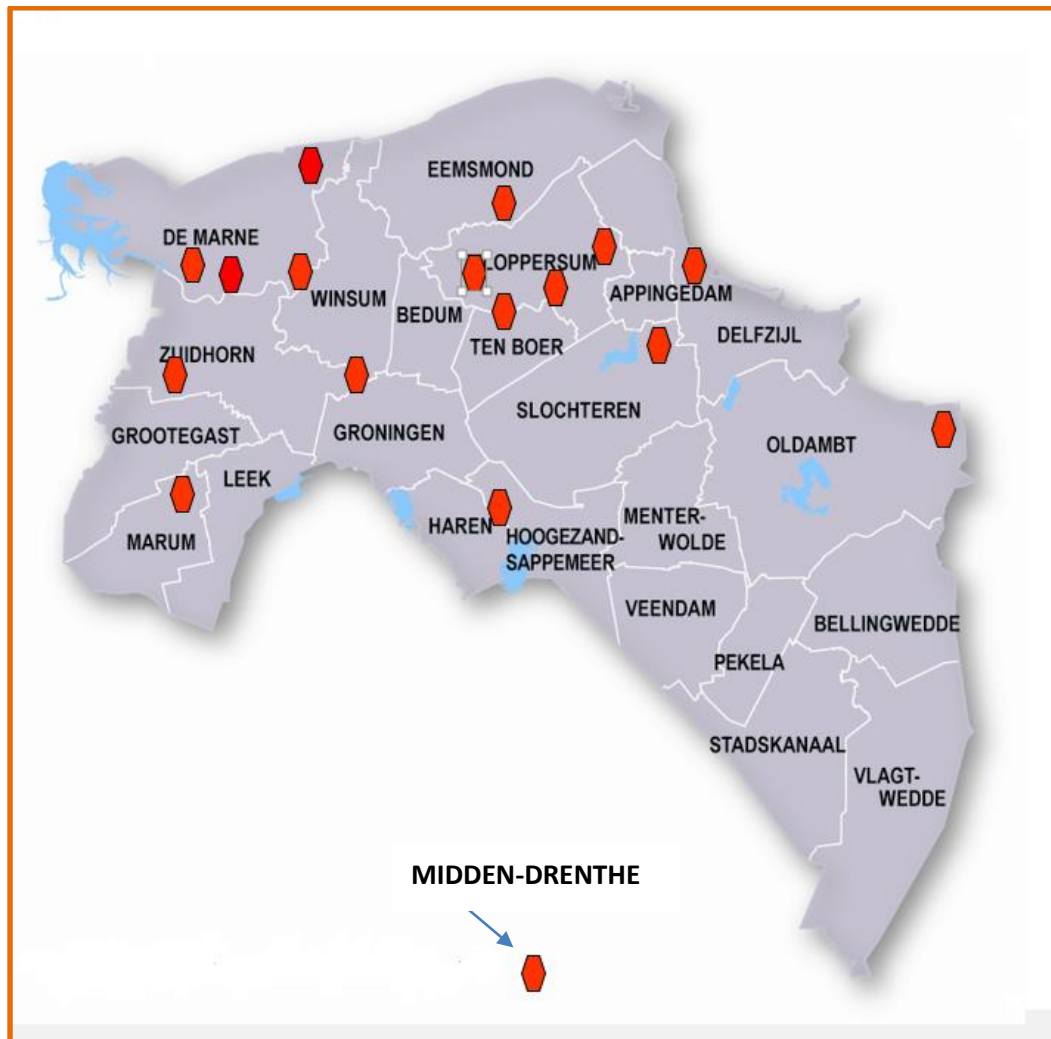 EEMSMOND
DE MARNE
LOPPERSUM
WINSUM
APPINGEDAM
BEDUM
DELFZIJL
TEN BOER
ZUIDHORN
SLOCHTEREN
GROOTEGAST
GRONINGEN
OLDAMBT
LEEK
HAREN
MENTER-
WOLDE
MARUM
HOOGEZAND-
SAPPEMEER
VEENDAM
BELLINGWEDDE
PEKELA
STADSKANAAL
VLAGT-
WEDDE
MIDDEN-DRENTHE